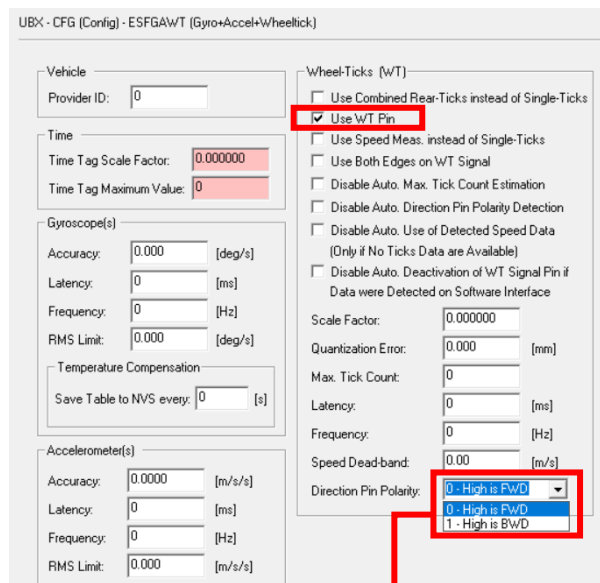 UBX - CFG (Config) - ESFGAWT (Gyro+Accel+Wheeltick)
Vehicle
Provider ID: 0
Time
Time Tag Scale Factor: 0.000000
Time Tag Maximum Value: 0
Gyroscope(s)
Accuracy: 0.000 [deg/s]
Latency: 0 [ms]
Frequency: 0 [Hz]
RMS Limit: 0.000 [deg/s]
Temperature Compensation
Save Table to NVS every: 0 [s]
Accelerometer(s)
Accuracy: 0.0000 [m/s/s]
Latency: 0 [ms]
Frequency: 0 [Hz]
RMS Limit: 0.000 [m/s/s]
Wheel-Ticks (WT)
Use Combined Rear-Ticks instead of Single-Ticks
Use WT Pin
Use Speed Meas. instead of Single-Ticks
Use Both Edges on WT Signal
Disable Auto. Max. Tick Count Estimation
Disable Auto. Direction Pin Polarity Detection
Disable Auto. Use of Detected Speed Data
(Only if No Ticks Data are Available)
Disable Auto. Deactivation of WT Signal Pin if
Data were Detected on Software Interface
Scale Factor: 0.000000
Quantization Error: 0.000 [mm]
Max. Tick Count: 0
Latency: 0 [ms]
Frequency: 0 [Hz]
Speed Dead-band: 0.00 [m/s]
Direction Pin Polarity: 0 - High is FWD
0 - High is FWD
1 - High is BWD